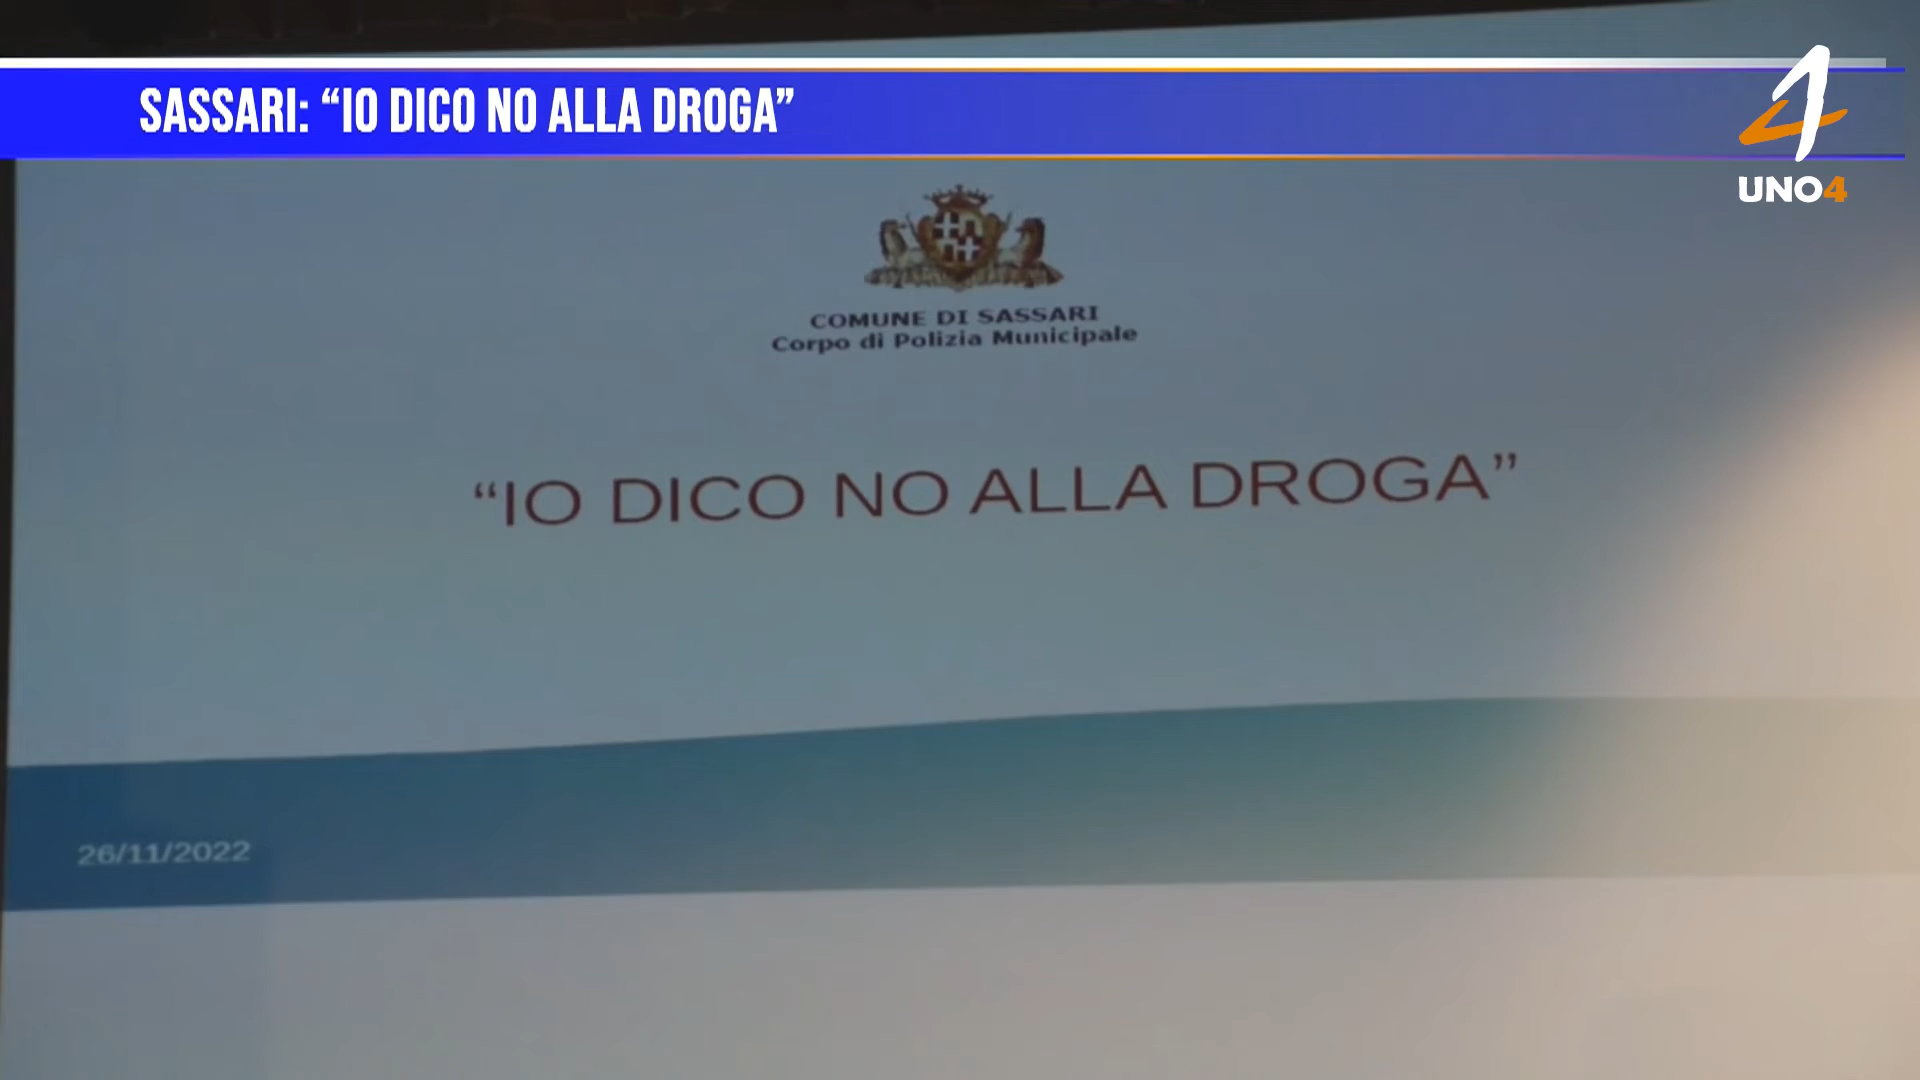 SASSARI: “IO DICO NO ALLA DROGA”
UNO4
COMUNE DI SASSARI
Corpo di Polizia Municipale
“IO DICO NO ALLA DROGA”
26/11/2022